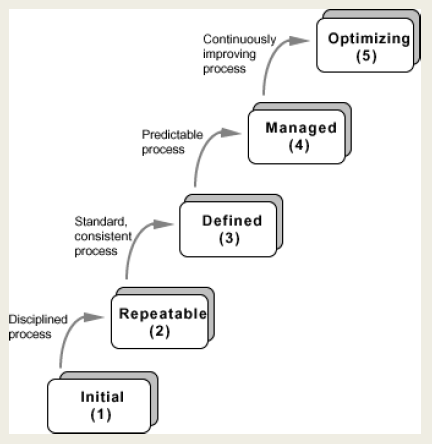 Continuously
improving
process
Optimizing
(5)
Predictable
process
Managed
(4)
Standard,
consistent
process
Defined
(3)
Disciplined
process
Repeatable
(2)
Initial
(1)